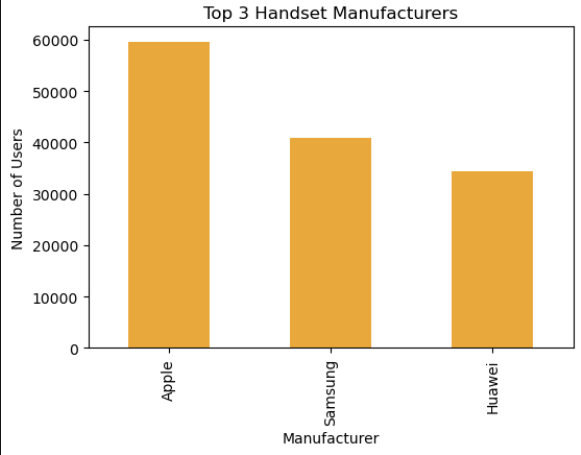 Top 3 Handset Manufacturers
Number of Users
60000
50000
40000
30000
20000
10000
0
Apple
Samsung
Huawei
Manufacturer